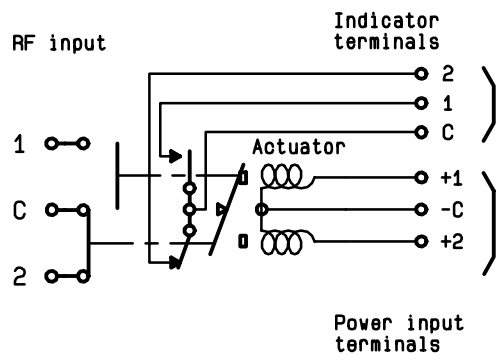 Indicator
terminals
RF input
2
1
C
Actuator
1
+1
C
-C
+2
2
Power input
terminals